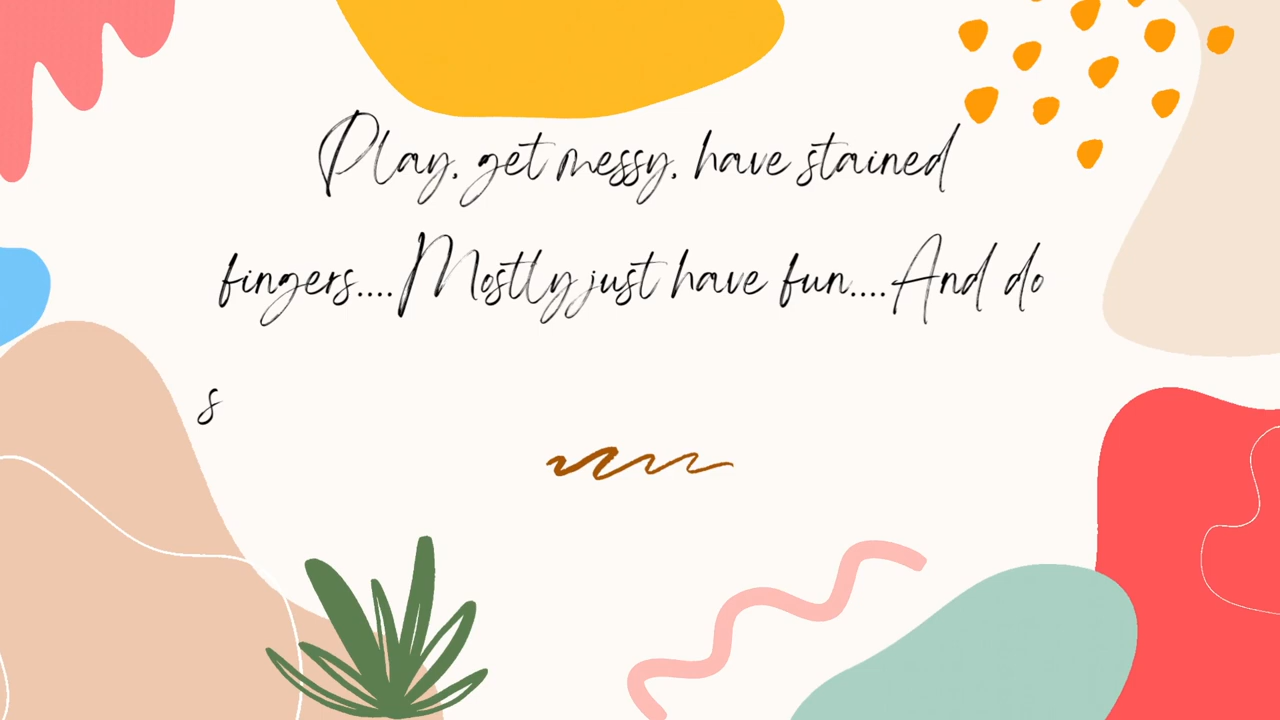 Play, get messy, have stained
fingers....Mostly just have fun....And do
s